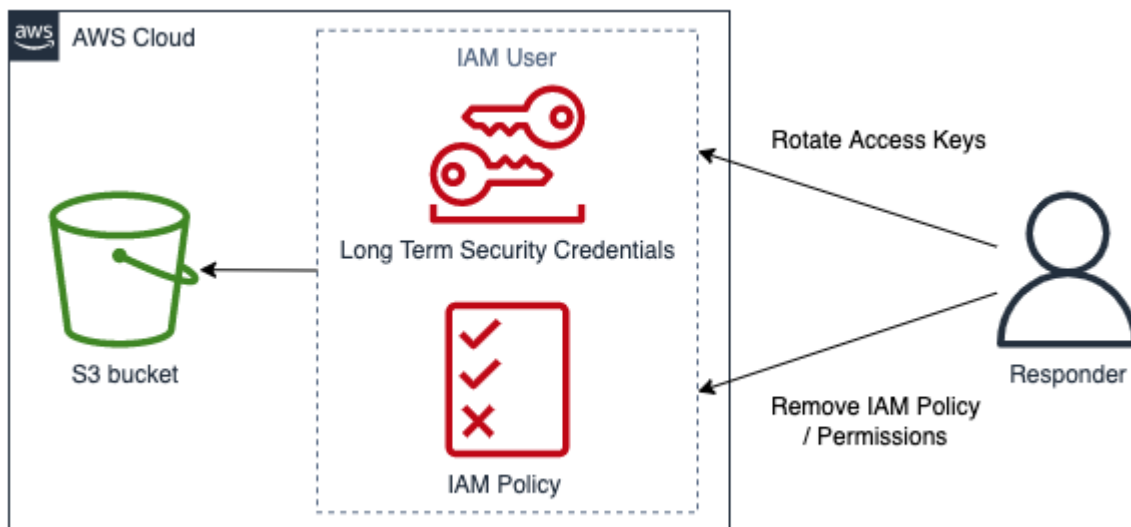 aws
AWS Cloud
IAM User
Rotate Access Keys
Long Term Security Credentials
S3 bucket
Responder
Remove IAM Policy
/ Permissions
IAM Policy